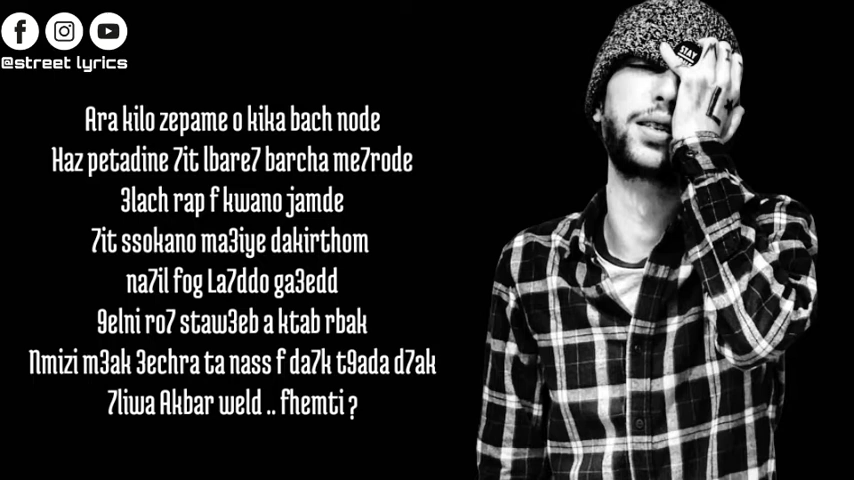 @street lyrics
Ara kilo zepame o kika bach node
Haz petadine 7it lbare7 barcha me7rode
3lach rap f kwano jamde
7it ssokano ma3iye dakirthom
na7il fog La7ddo ga3edd
9elni ro7 staw3eb a ktab rbak
Nmizi m3ak 3echra ta nass f da7k t9ada d7ak
7liwa Akbar weld .. fhemti ?
STAY